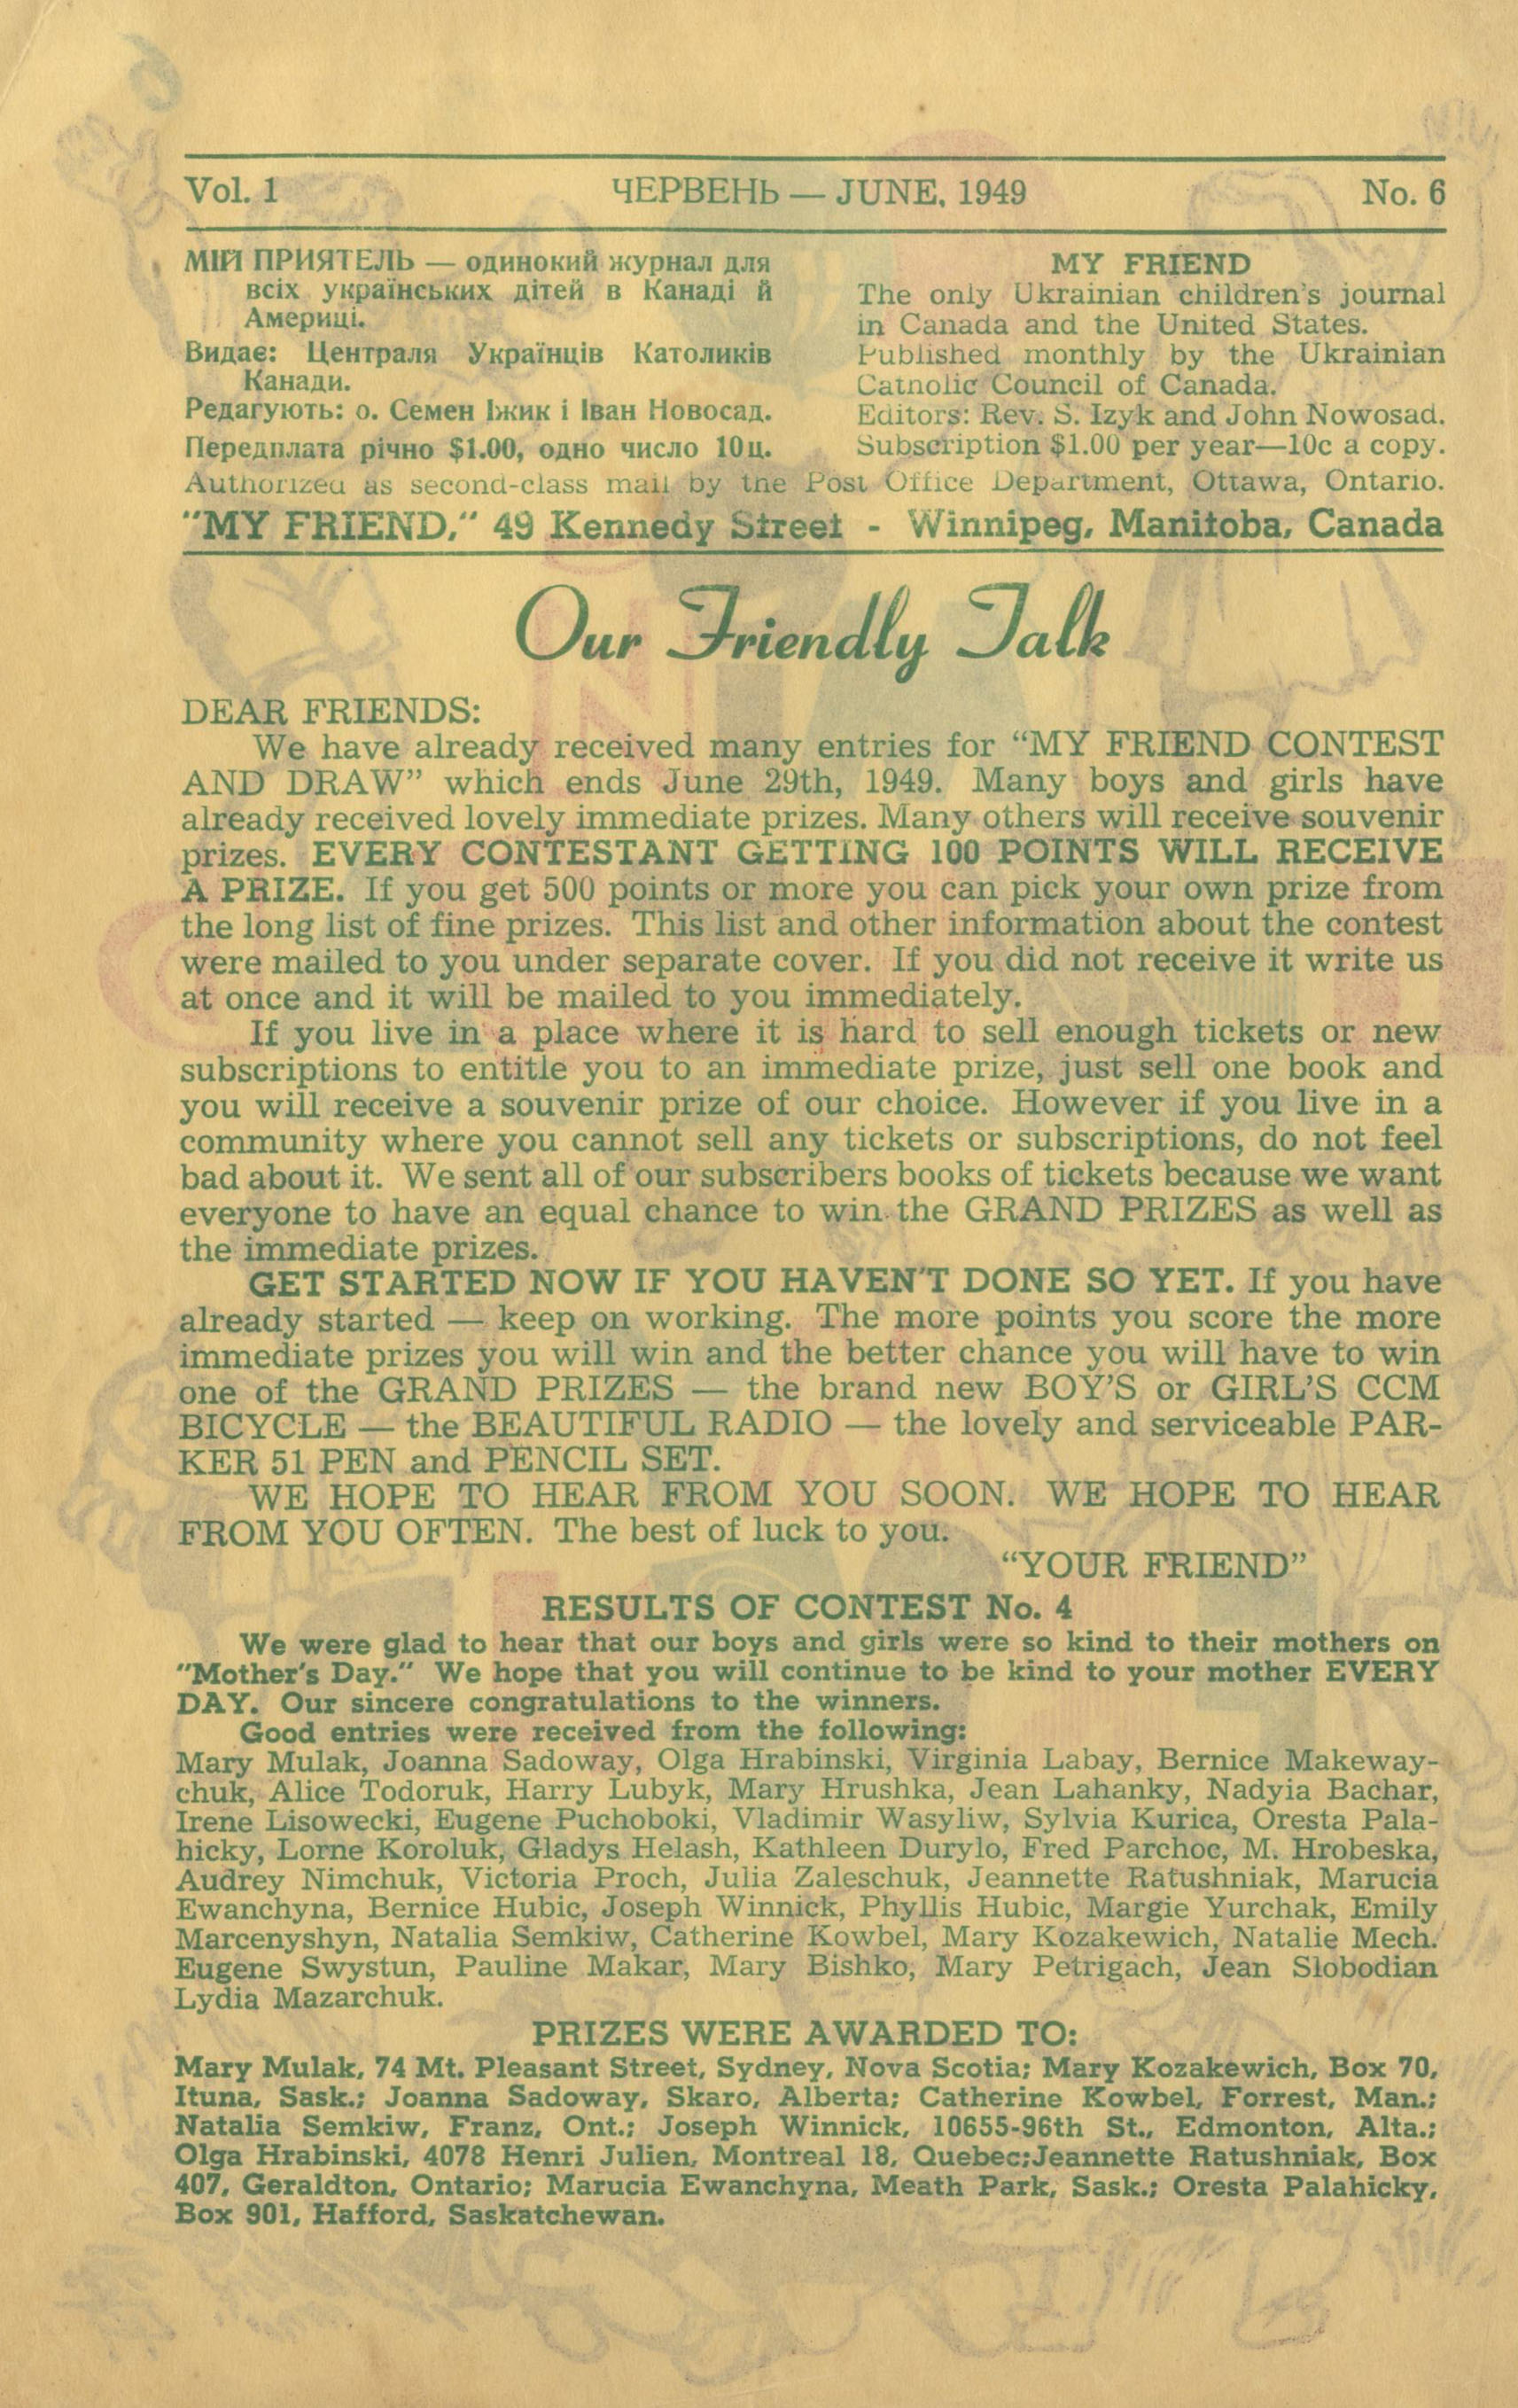 Vol. 1 ЧЕРВЕНЬ — JUNE, 1949 No. 6
МІЙ ПРИЯТЕЛЬ — одинокий журнал для
всіх українських дітей в Канаді й
Америці.
Видає: Централя Українців Католиків
Канади.
Редагують: о. Семен Їжик і Іван Новосад.
Передплата річно $1.00, одно число 10ц.
MY FRIEND
The only Ukrainian children's journal
in Canada and the United States.
Published monthly by the Ukrainian
Catholic Council of Canada.
Editors: Rev. S. Izyk and John Nowosad.
Subscription $1.00 per year—10c a copy.
Authorized as second-class mail by the Post Office Department, Ottawa, Ontario.
"MY FRIEND," 49 Kennedy Street - Winnipeg, Manitoba, Canada
Our Friendly Talk
DEAR FRIENDS:
We have already received many entries for “MY FRIEND CONTEST
AND DRAW” which ends June 29th, 1949. Many boys and girls have
already received lovely immediate prizes. Many others will receive souvenir
prizes. EVERY CONTESTANT GETTING 100 POINTS WILL RECEIVE
A PRIZE. If you get 500 points or more you can pick your own prize from
the long list of fine prizes. This list and other information about the contest
were mailed to you under separate cover. If you did not receive it write us
at once and it will be mailed to you immediately.
If you live in a place where it is hard to sell enough tickets or new
subscriptions to entitle you to an immediate prize, just sell one book and
you will receive a souvenir prize of our choice. However if you live in a
community where you cannot sell any tickets or subscriptions, do not feel
bad about it. We sent all of our subscribers books of tickets because we want
everyone to have an equal chance to win the GRAND PRIZES as well as
the immediate prizes.
GET STARTED NOW IF YOU HAVEN'T DONE SO YET. If you have
already started — keep on working. The more points you score the more
immediate prizes you will win and the better chance you will have to win
one of the GRAND PRIZES — the brand new BOY'S or GIRL'S CCM
BICYCLE — the BEAUTIFUL RADIO — the lovely and serviceable PAR-
KER 51 PEN and PENCIL SET.
WE HOPE TO HEAR FROM YOU SOON. WE HOPE TO HEAR
FROM YOU OFTEN. The best of luck to you.
“YOUR FRIEND”
RESULTS OF CONTEST No. 4
We were glad to hear that our boys and girls were so kind to their mothers on
"Mother's Day." We hope that you will continue to be kind to your mother EVERY
DAY. Our sincere congratulations to the winners.
Good entries were received from the following:
Mary Mulak, Joanna Sadoway, Olga Hrabinski, Virginia Labay, Bernice Makeway-
chuk, Alice Todoruk, Harry Lubyk, Mary Hrushka, Jean Lahanky, Nadyia Bachar,
Irene Lisowecki, Eugene Puchoboki, Vladimir Wasyliw, Sylvia Kurica, Oresta Pala-
hicky, Lorne Koroluk, Gladys Helash, Kathleen Durylo, Fred Parchoc, M. Hrobeska,
Audrey Nimchuk, Victoria Proch, Julia Zaleschuk, Jeannette Ratushniak, Marucia
Ewanchyna, Bernice Hubic, Joseph Winnick, Phyllis Hubic, Margie Yurchak, Emily
Marcenyshyn, Natalia Semkiw, Catherine Kowbel, Mary Kozakewich, Natalie Mech.
Eugene Swystun, Pauline Makar, Mary Bishko, Mary Petrigach, Jean Slobodian
Lydia Mazarchuk.
PRIZES WERE AWARDED TO:
Mary Mulak, 74 Mt. Pleasant Street, Sydney, Nova Scotia; Mary Kozakewich, Box 70,
Ituna, Sask.; Joanna Sadoway, Skaro, Alberta; Catherine Kowbel, Forrest, Man.;
Natalia Semkiw, Franz, Ont.; Joseph Winnick, 10655-96th St., Edmonton, Alta.;
Olga Hrabinski, 4078 Henri Julien, Montreal 18, Quebec;Jeannette Ratushniak, Box
407, Geraldton, Ontario; Marucia Ewanchyna, Meath Park, Sask.; Oresta Palahicky,
Box 901, Hafford, Saskatchewan.